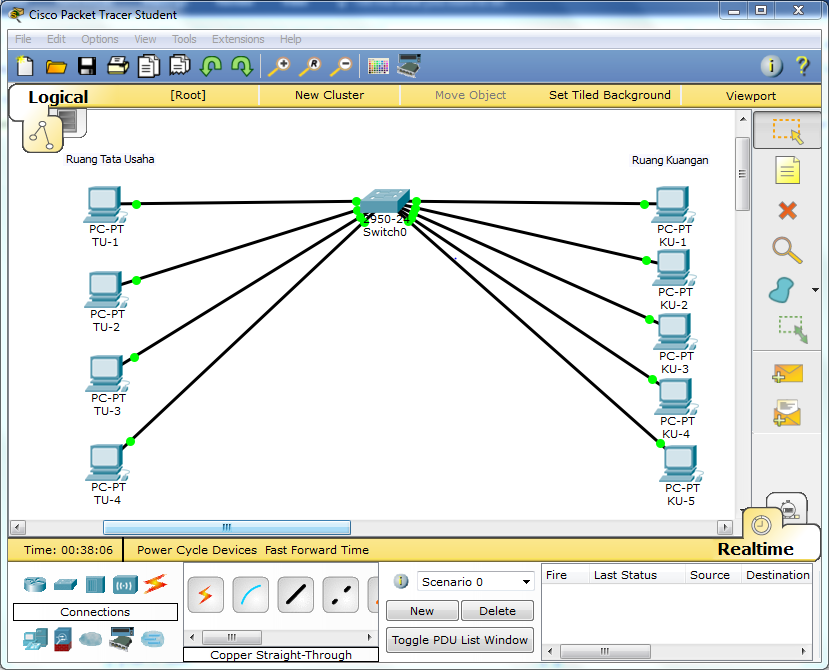 Cisco Packet Tracer Student
File Edit Options View Tools Extensions Help
Logical [Root] New Cluster Move Object Set Tiled Background Viewport
Ruang Tata Usaha
Ruang Kuangan
PC-PT
TU-1
PC-PT
TU-2
PC-PT
TU-3
PC-PT
TU-4
2950-24
Switch0
PC-PT
KU-1
PC-PT
KU-2
PC-PT
KU-3
PC-PT
KU-4
PC-PT
KU-5
Time: 00:38:06 Power Cycle Devices Fast Forward Time Realtime
Connections
Copper Straight-Through
Scenario 0
New Delete
Toggle PDU List Window
Fire Last Status Source Destination